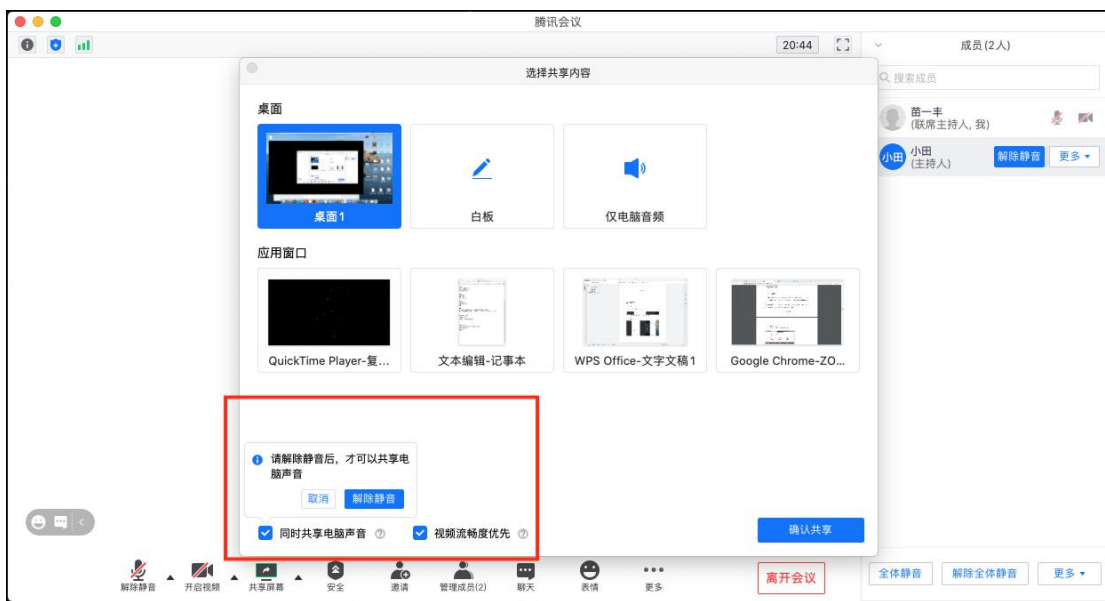 腾讯会议
20:44
成员(2人)
选择共享内容
搜索成员
桌面
苗一丰
(联席主持人, 我)
小田
小田
(主持人)
解除静音
更多
桌面1
白板
仅电脑音频
应用窗口
QuickTime Player-复...
文本编辑-记事本
WPS Office-文字文稿1
Google Chrome-ZO...
请解除静音后，才可以共享电
脑声音
取消
解除静音
同时共享电脑声音
视频流畅度优先
确认共享
解除静音
开启视频
共享屏幕
安全
邀请
管理成员(2)
聊天
表情
更多
离开会议
全体静音
解除全体静音
更多